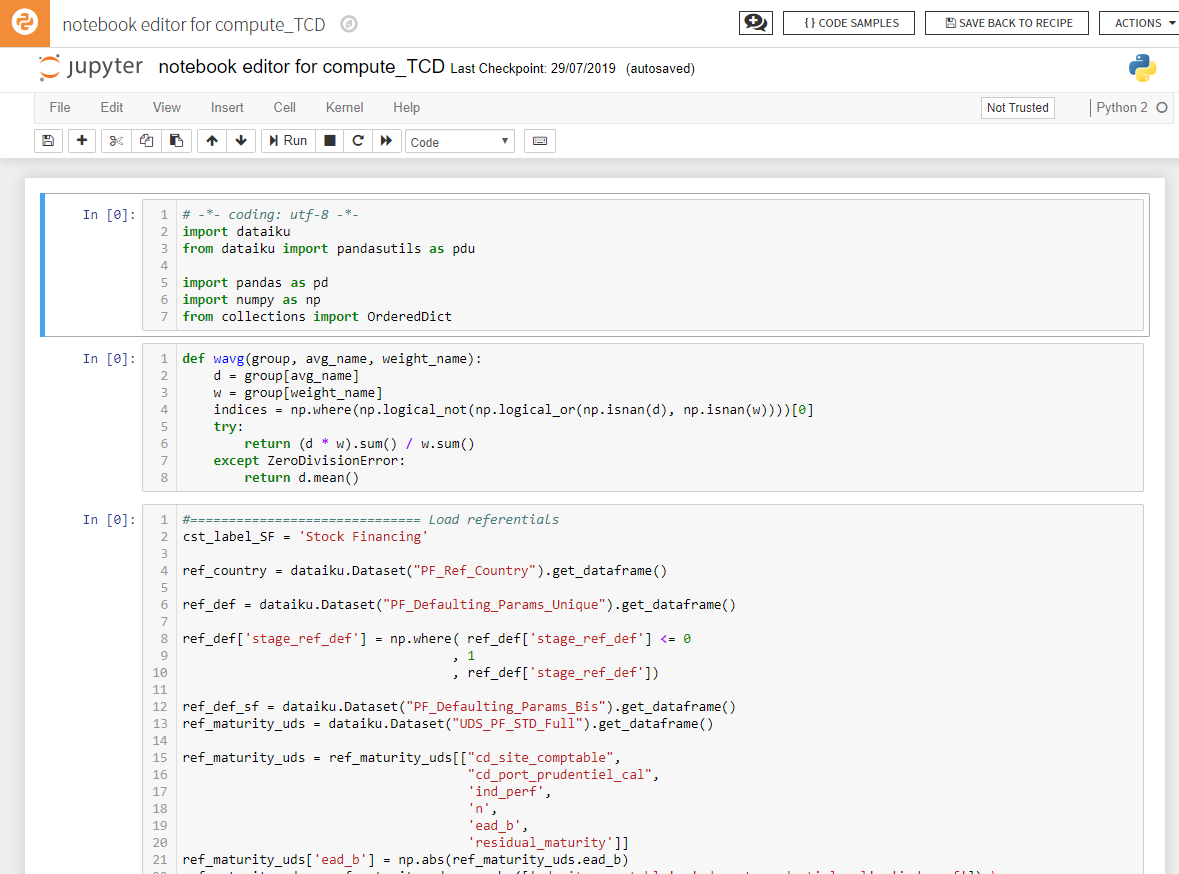 notebook editor for compute_TCD
{} CODE SAMPLES
SAVE BACK TO RECIPE
ACTIONS
jupyter notebook editor for compute_TCD Last Checkpoint: 29/07/2019 (autosaved)
File Edit View Insert Cell Kernel Help
Not Trusted
Python 2
Run
Code
In [0]:
1 # -*- coding: utf-8 -*-
2 import dataiku
3 from dataiku import pandasutils as pdu
4
5 import pandas as pd
6 import numpy as np
7 from collections import OrderedDict
In [0]:
1 def wavg(group, avg_name, weight_name):
2     d = group[avg_name]
3     w = group[weight_name]
4     indices = np.where(np.logical_not(np.logical_or(np.isnan(d), np.isnan(w))))[0]
5     try:
6         return (d * w).sum() / w.sum()
7     except ZeroDivisionError:
8         return d.mean()
In [0]:
1 #============================== Load referentials
2 cst_label_SF = 'Stock Financing'
3
4 ref_country = dataiku.Dataset("PF_Ref_Country").get_dataframe()
5
6 ref_def = dataiku.Dataset("PF_Defaulting_Params_Unique").get_dataframe()
7
8 ref_def['stage_ref_def'] = np.where( ref_def['stage_ref_def'] <= 0
9                                    , 1
10                                    , ref_def['stage_ref_def'])
11
12 ref_def_sf = dataiku.Dataset("PF_Defaulting_Params_Bis").get_dataframe()
13 ref_maturity_uds = dataiku.Dataset("UDS_PF_STD_Full").get_dataframe()
14
15 ref_maturity_uds = ref_maturity_uds[["cd_site_comptable",
16                                      "cd_port_prudentiel_cal",
17                                      'ind_perf',
18                                      'n',
19                                      'ead_b',
20                                      'residual_maturity']]
21 ref_maturity_uds['ead_b'] = np.abs(ref_maturity_uds.ead_b)